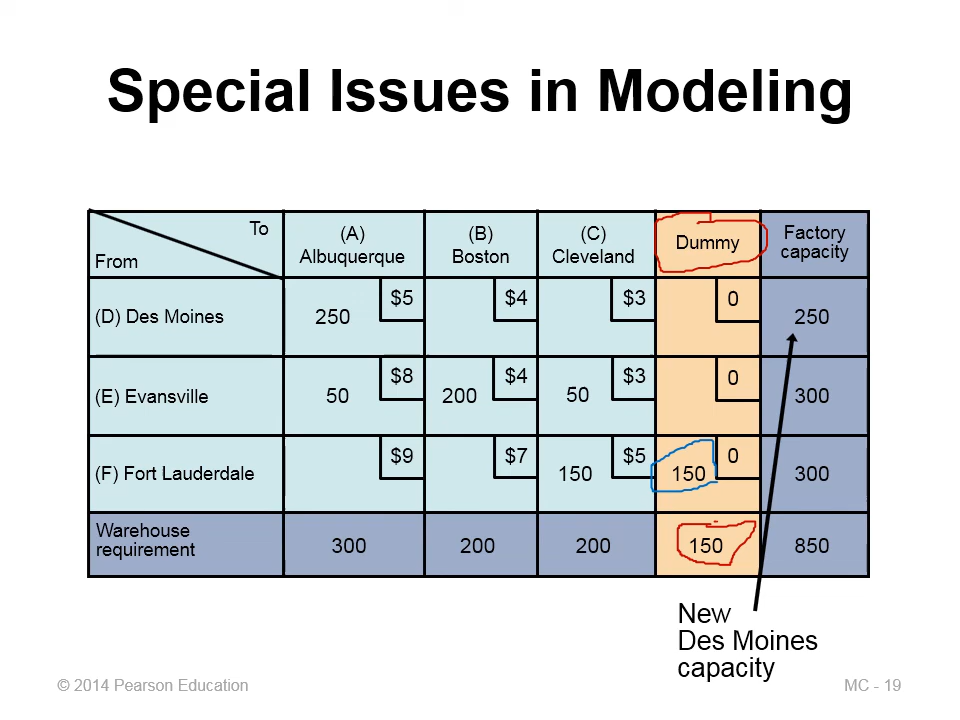 Special Issues in Modeling
To
From
(A)
Albuquerque
(B)
Boston
(C)
Cleveland
Dummy
Factory
capacity
(D) Des Moines
250
$5
$4
$3
0
250
(E) Evansville
50
$8
200
$4
50
$3
0
300
(F) Fort Lauderdale
$9
$7
150
$5
150
0
300
Warehouse
requirement
300
200
200
150
850
New
Des Moines
capacity
© 2014 Pearson Education
MC - 19